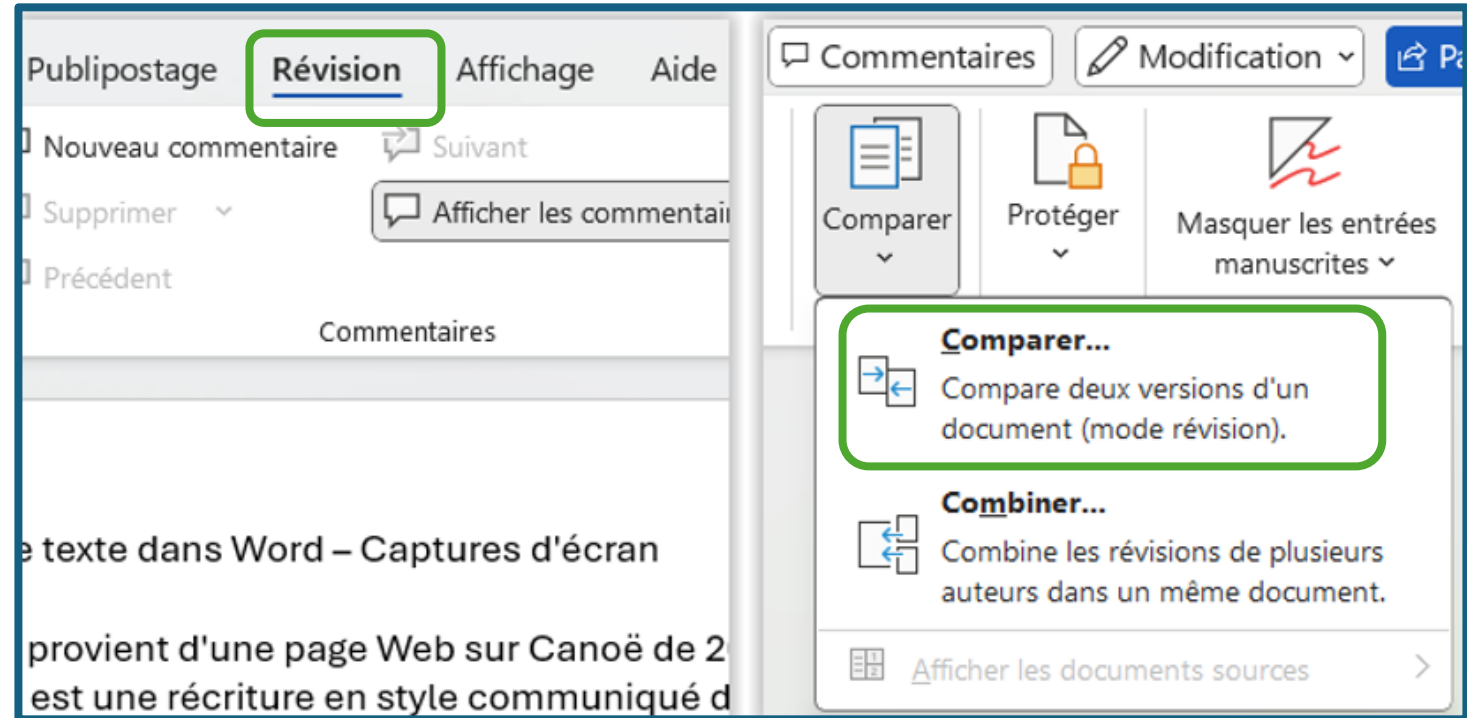 Publipostage Révision Affichage Aide
Nouveau commentaire Suivant
Supprimer Afficher les
Précédent
Commentaires
texte dans Word – Captures d'écran
provient d'une page Web sur Canoë de
est une récriture en style communiqué
Commentaires Modification
Comparer Protéger Masquer les entrées
manuscrites
Comparer...
Compare deux versions d'un
document (mode révision).
Combiner...
Combine les révisions de plusieurs
auteurs dans un même document.
Afficher les documents sources